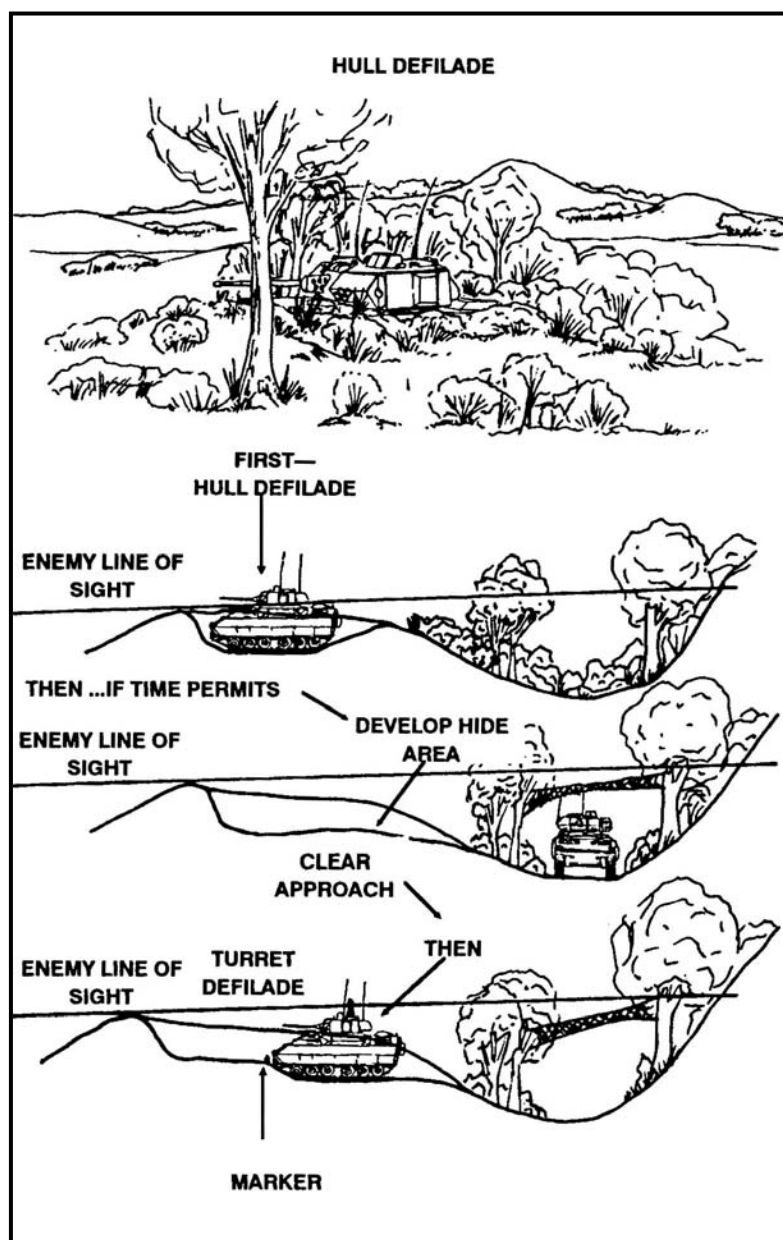 HULL DEFILADE
FIRST—
HULL DEFILADE
ENEMY LINE OF
SIGHT
THEN ...IF TIME PERMITS
DEVELOP HIDE
AREA
ENEMY LINE OF
SIGHT
CLEAR
APPROACH
THEN
ENEMY LINE OF
SIGHT
TURRET
DEFILADE
MARKER